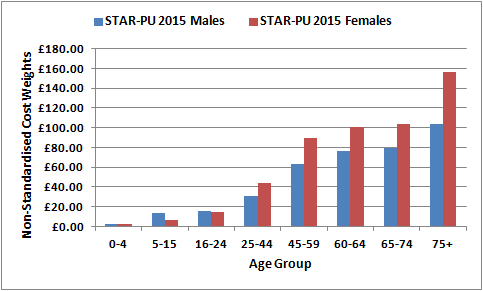 STAR-PU 2015 Males STAR-PU 2015 Females
Non-Standardised Cost Weights
£180.00
£160.00
£140.00
£120.00
£100.00
£80.00
£60.00
£40.00
£20.00
£0.00
0-4 5-15 16-24 25-44 45-59 60-64 65-74 75+
Age Group